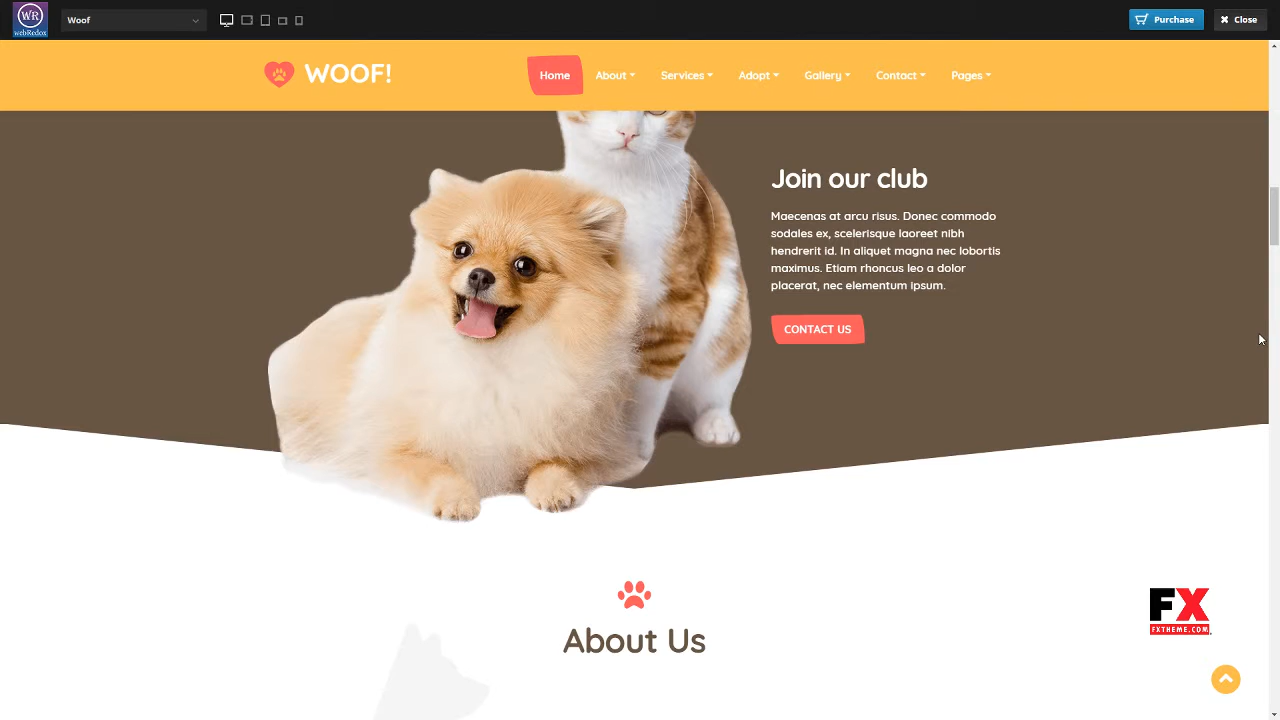 WR
webRedox
Woof
Purchase
Close
WOOF!
Home
About
Services
Adopt
Gallery
Contact
Pages
Join our club
Maecenas at arcu risus. Donec commodo
sodales ex, scelerisque laoreet nibh
hendrerit id. In aliquet magna nec lobortis
maximus. Etiam rhoncus leo a dolor
placerat, nec elementum ipsum.
CONTACT US
About Us
FX
FXTHEME.COM